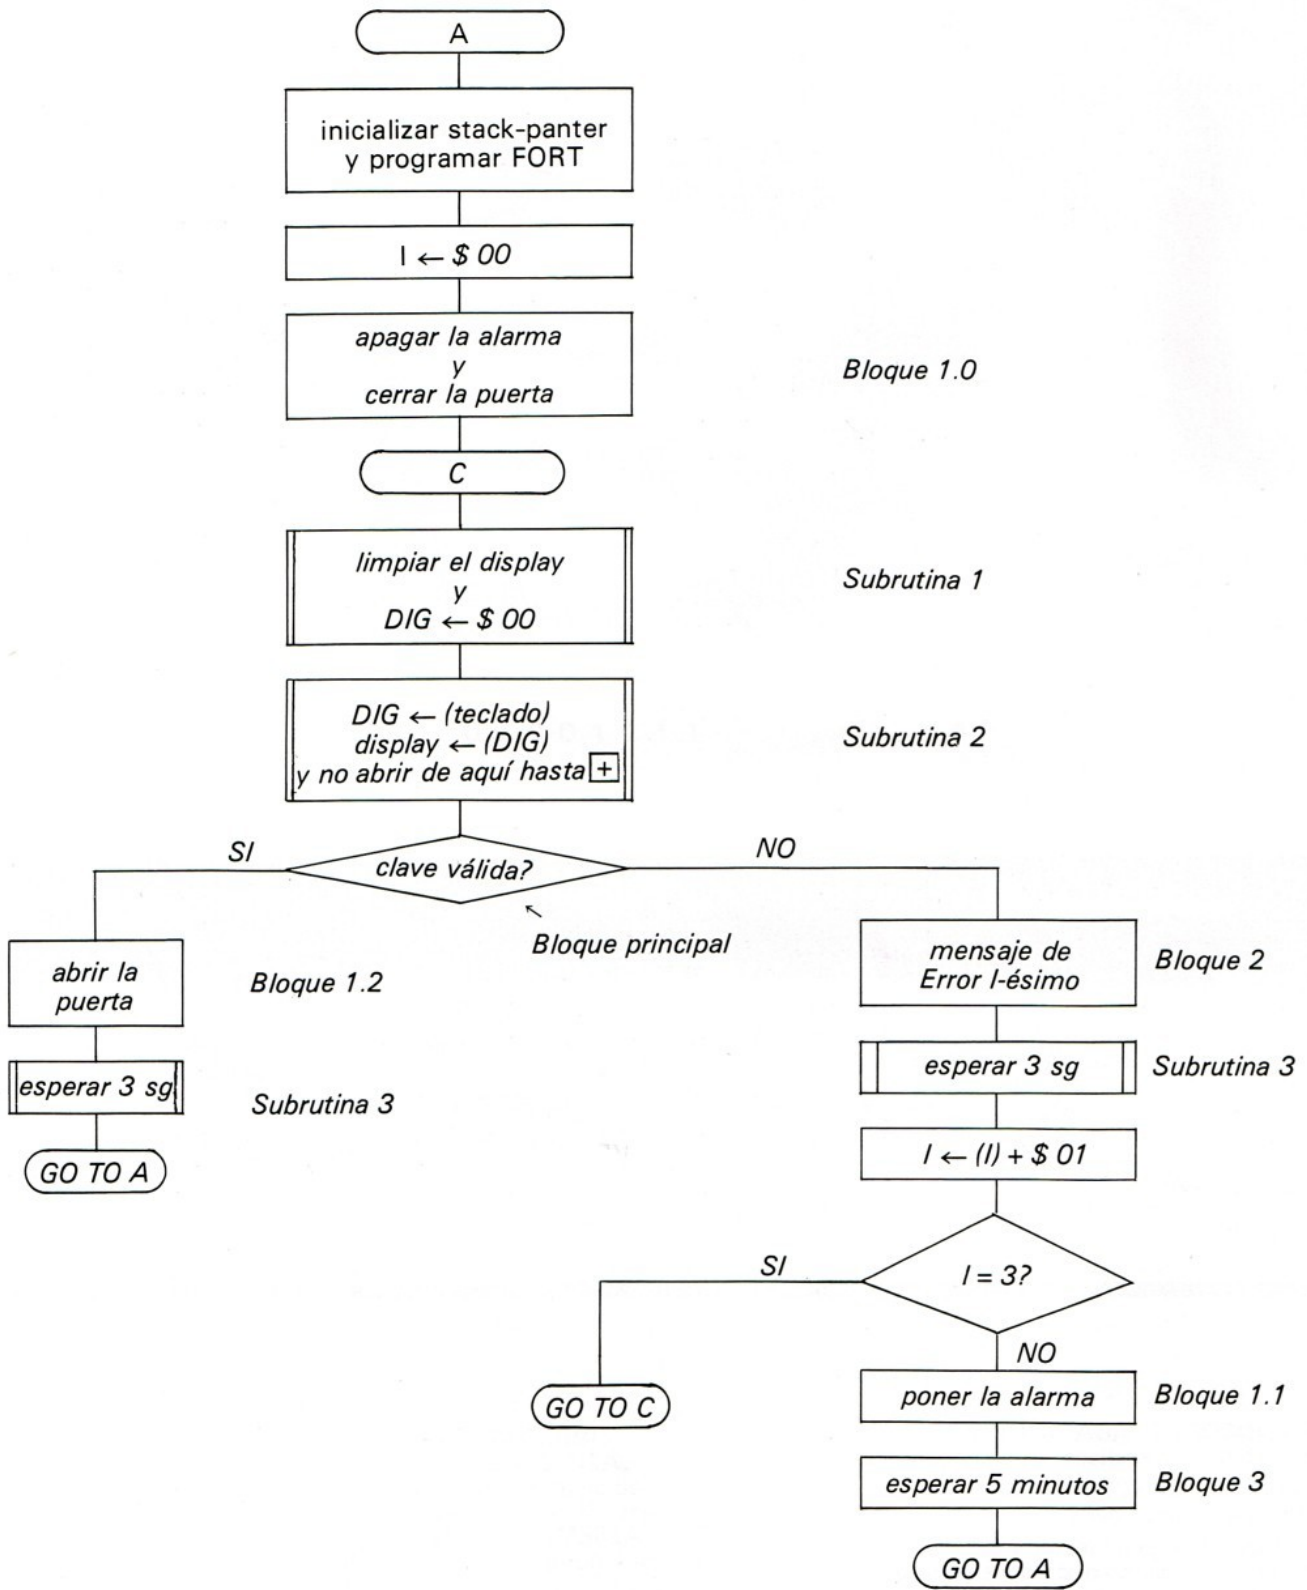 A
inicializar stack-panter
y programar FORT
I ← $ 00
apagar la alarma
y
cerrar la puerta
Bloque 1.0
C
limpiar el display
y
DIG ← $ 00
Subrutina 1
DIG ← (teclado)
display ← (DIG)
y no abrir de aquí hasta +
Subrutina 2
SI
clave válida?
NO
Bloque principal
abrir la
puerta
Bloque 1.2
esperar 3 sg
Subrutina 3
GO TO A
mensaje de
Error I-ésimo
Bloque 2
esperar 3 sg
Subrutina 3
I ← (I) + $ 01
I = 3?
SI
GO TO C
NO
poner la alarma
Bloque 1.1
esperar 5 minutos
Bloque 3
GO TO A